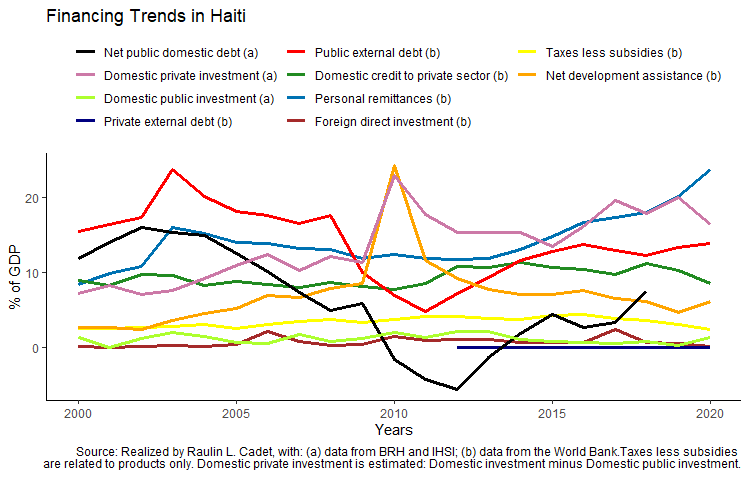 Financing Trends in Haiti
Net public domestic debt (a)
Public external debt (b)
Taxes less subsidies (b)
Domestic private investment (a)
Domestic credit to private sector (b)
Net development assistance (b)
Domestic public investment (a)
Personal remittances (b)
Private external debt (b)
Foreign direct investment (b)
% of GDP
20
10
0
2000
2005
2010
2015
2020
Years
Source: Realized by Raulin L. Cadet, with: (a) data from BRH and IHSI; (b) data from the World Bank.Taxes less subsidies
are related to products only. Domestic private investment is estimated: Domestic investment minus Domestic public investment.